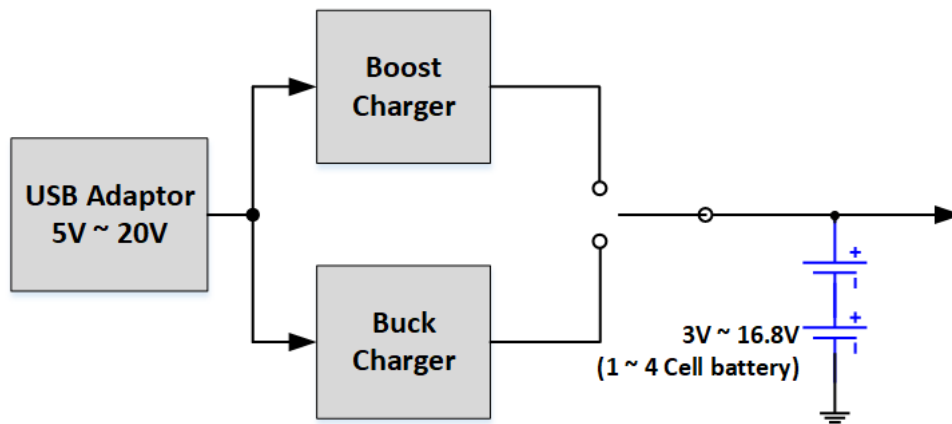 Boost
Charger
USB Adaptor
5V ~ 20V
Buck
Charger
+
+
3V ~ 16.8V
(1 ~ 4 Cell battery)